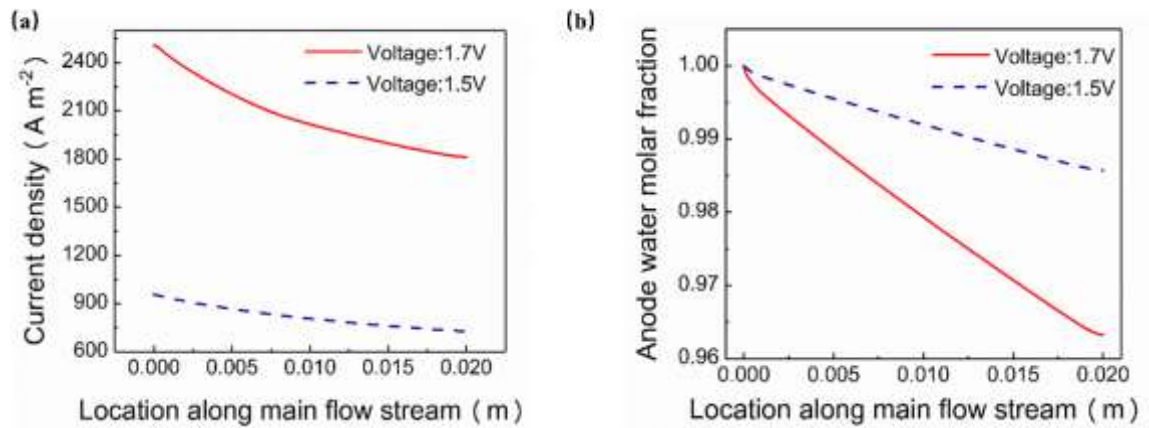 (a)
Current density ( A m⁻² )
2400
2100
1800
1500
1200
900
600
Voltage:1.7V
Voltage:1.5V
0.000 0.005 0.010 0.015 0.020
Location along main flow stream ( m )
(b)
Anode water molar fraction
1.00
0.99
0.98
0.97
0.96
Voltage:1.7V
Voltage:1.5V
0.000 0.005 0.010 0.015 0.020
Location along main flow stream ( m )